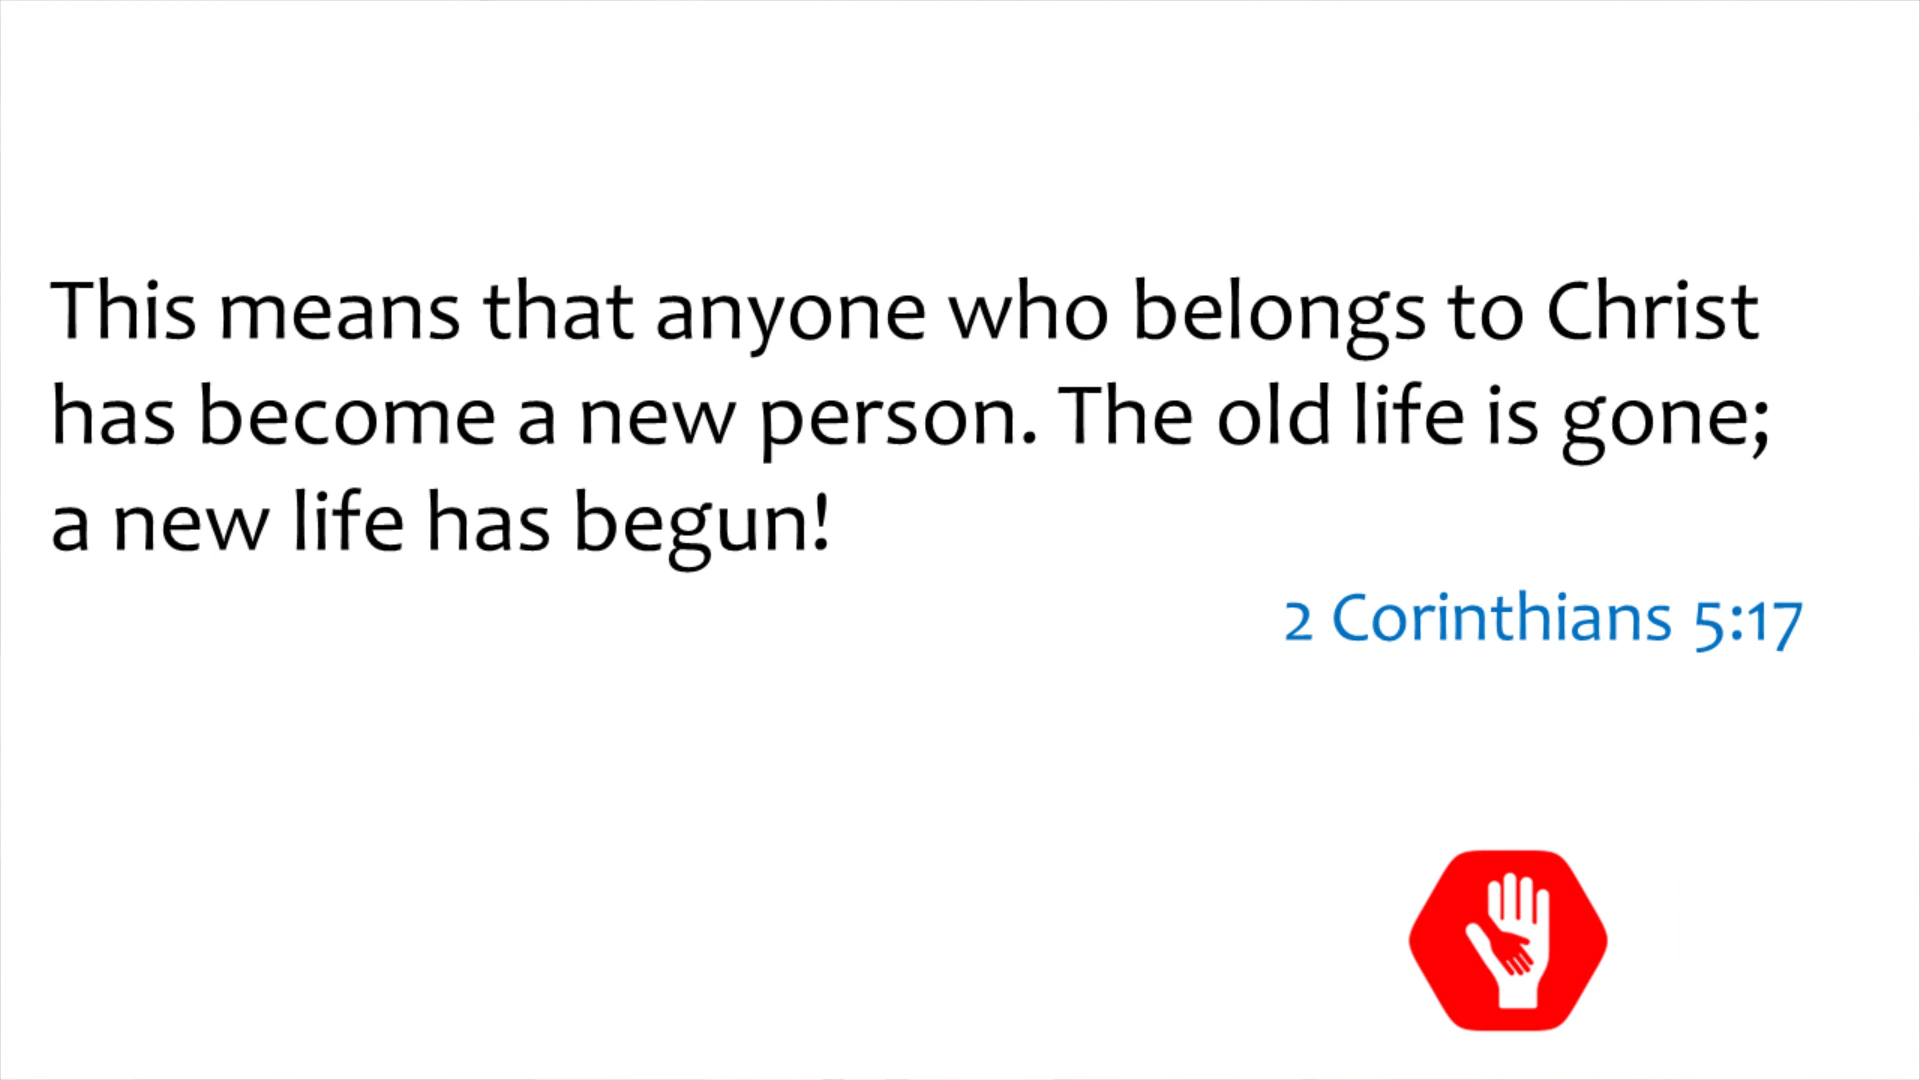 This means that anyone who belongs to Christ
has become a new person. The old life is gone;
a new life has begun!
2 Corinthians 5:17